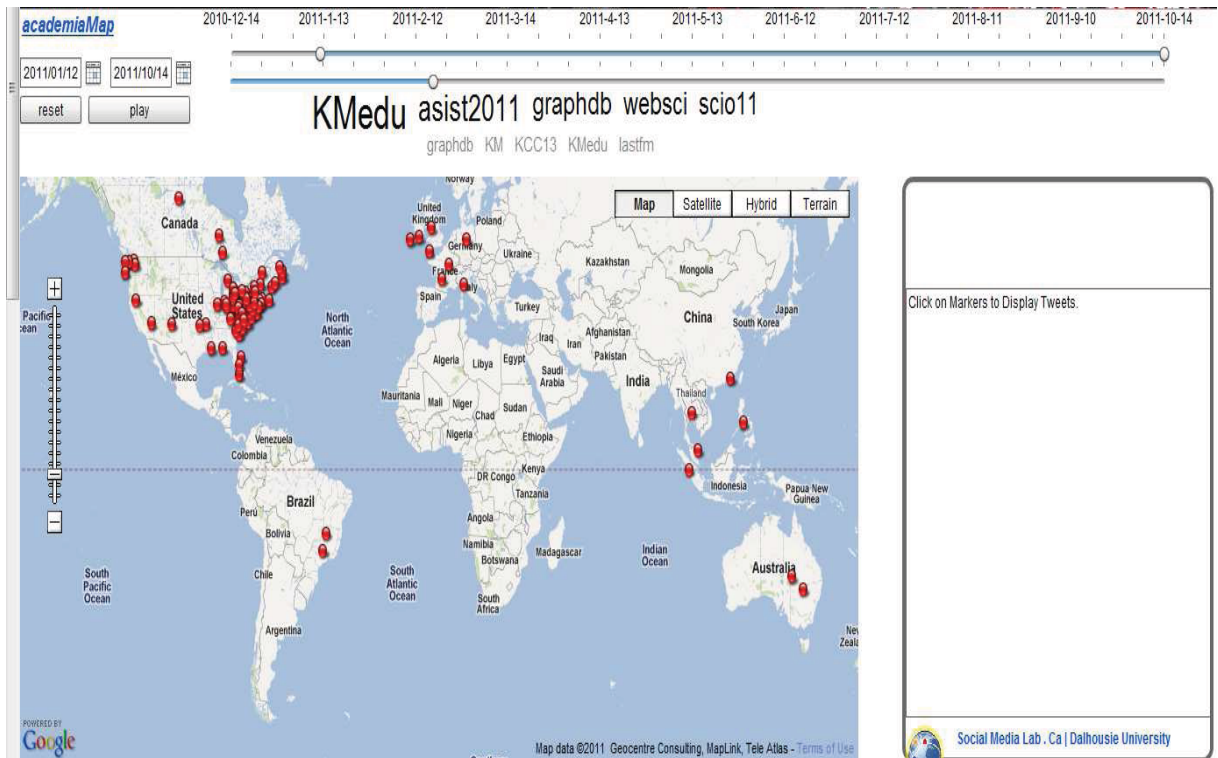 academiaMap
2010-12-14 2011-1-13 2011-2-12 2011-3-14 2011-4-13 2011-5-13 2011-6-12 2011-7-12 2011-8-11 2011-9-10 2011-10-14
2011/01/12 2011/10/14
reset play
KMedu asist2011 graphdb websci scio11
graphdb KM KCC13 KMedu lastfm
Map Satellite Hybrid Terrain
Norway
United Kingdom
Poland
Canada
Germany
Ukraine
Kazakhstan
Mongolia
France
Italy
Spain
Turkey
United States
North Pacific Ocean
North Atlantic Ocean
China
Japan
South Korea
Iraq
Iran
Afghanistan
Pakistan
Algeria
Libya
Egypt
Saudi Arabia
India
Thailand
México
Mauritania
Mali
Niger
Chad
Sudan
Nigeria
Ethiopia
Venezuela
Colombia
DR Congo
Kenya
Tanzania
Indonesia
Papua New Guinea
Perú
Brazil
Bolivia
Angola
Namibia
Botswana
Madagascar
Indian Ocean
Australia
South Pacific Ocean
Chile
South Atlantic Ocean
South Africa
Argentina
Click on Markers to Display Tweets.
POWERED BY
Google
Map data ©2011 Geocentre Consulting, MapLink, Tele Atlas - Terms of Use
Social Media Lab . Ca | Dalhousie University